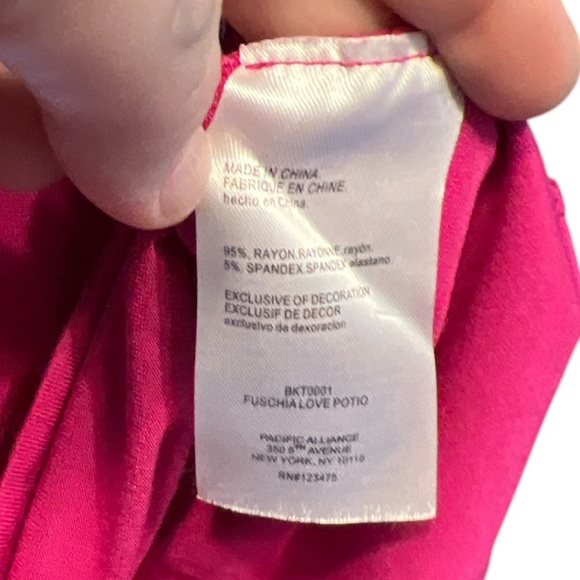 MADE IN CHINA.
FABRIQUE EN CHINE.
hecho en China.
95%, RAYON.RAYONNE.rayón.
5%, SPANDEX.SPANDEX elastano
EXCLUSIVE OF DECORATION
EXCLUSIF DE DECOR
exclusivo da dexoracion
BKT0001
FUSCHIA LOVE POTIO
PACIFIC ALLIANCE
350 5TH AVENUE
NEW YORK, NY 10118
RN#123475